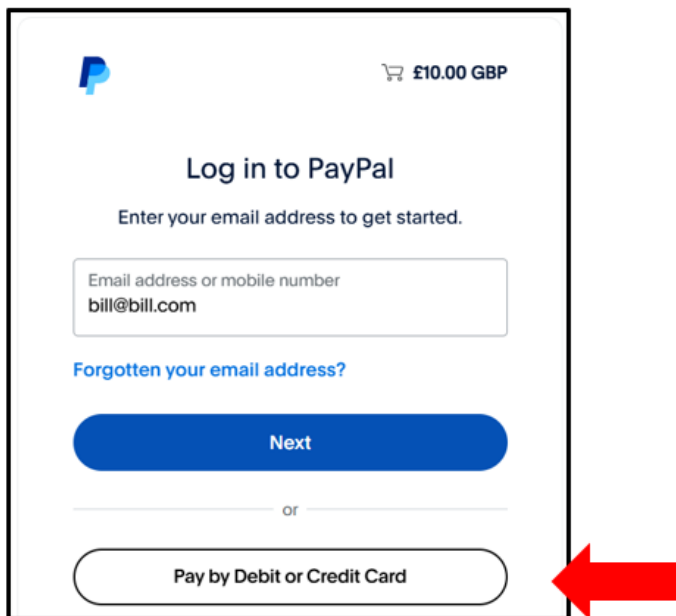 £10.00 GBP
Log in to PayPal
Enter your email address to get started.
Email address or mobile number
bill@bill.com
Forgotten your email address?
Next
or
Pay by Debit or Credit Card